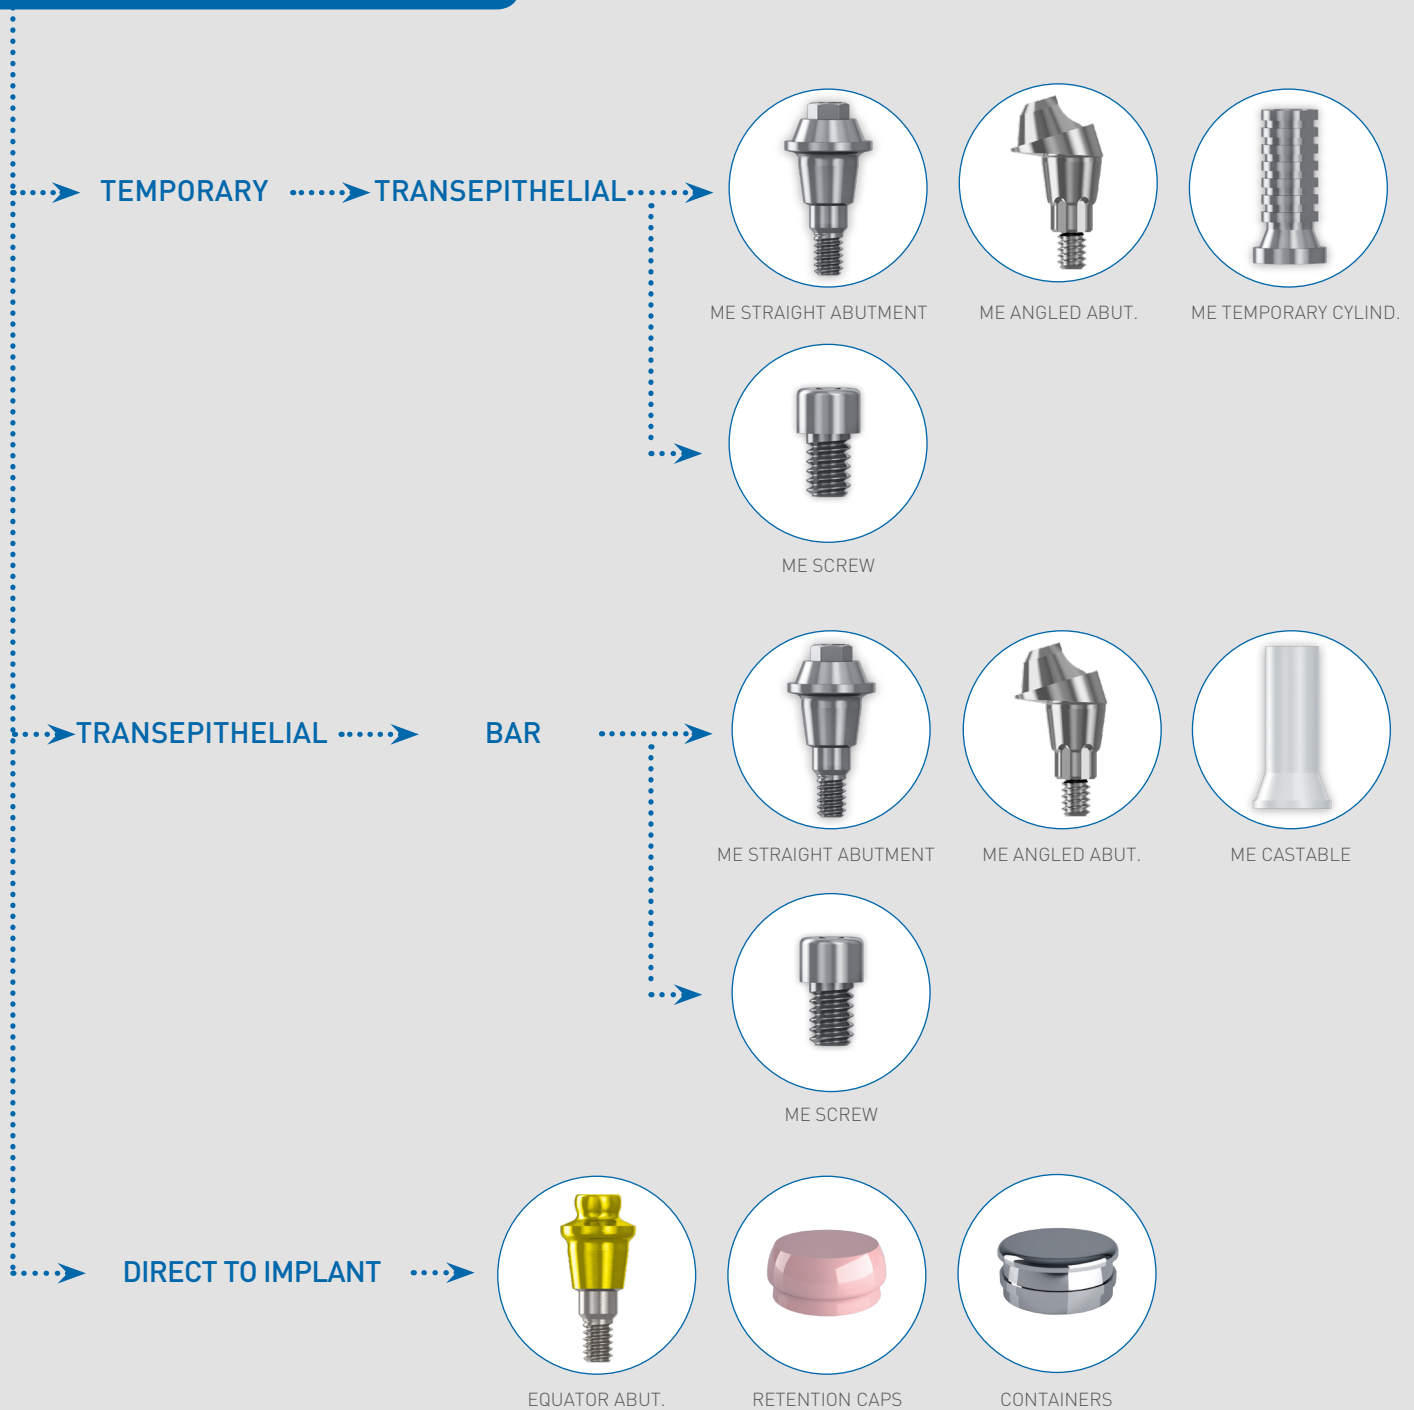 TEMPORARY
TRANSEPITHELIAL
ME STRAIGHT ABUTMENT
ME ANGLED ABUT.
ME TEMPORARY CYLIND.
ME SCREW
TRANSEPITHELIAL
BAR
ME STRAIGHT ABUTMENT
ME ANGLED ABUT.
ME CASTABLE
ME SCREW
DIRECT TO IMPLANT
EQUATOR ABUT.
RETENTION CAPS
CONTAINERS